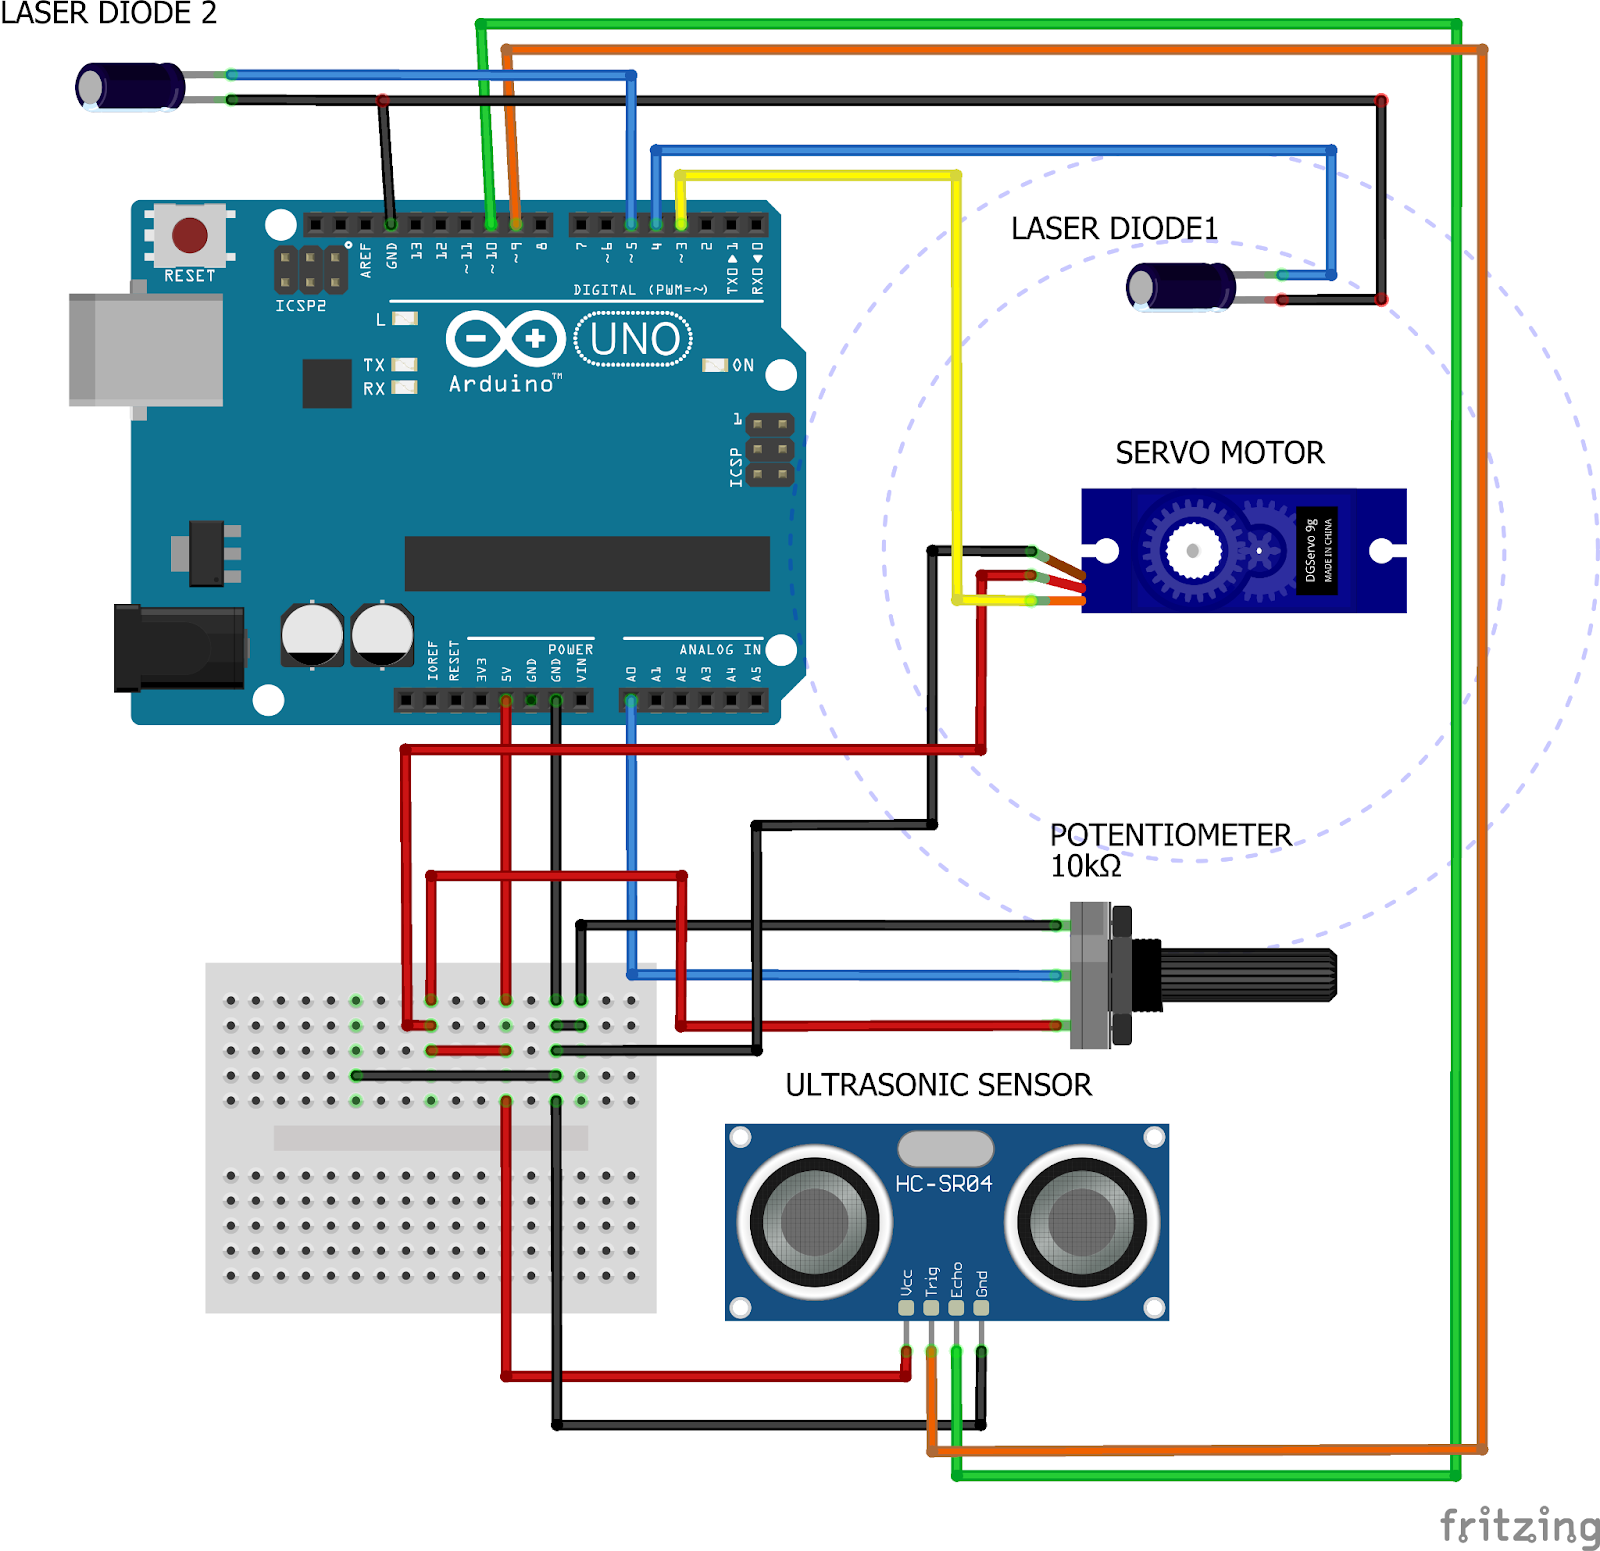 LASER DIODE 2
RESET
ICSP2
AREF
GND
13
12
~11
~10
~9
8
7
~6
~5
4
~3
2
TX0 ▶ 1
RX0 ◀ 0
DIGITAL (PWM=~)
L
TX
RX
Arduino™
UNO
ON
1
ICSP
IOREF
RESET
3V3
5V
GND
GND
VIN
POWER
ANALOG IN
A0
A1
A2
A3
A4
A5
LASER DIODE1
SERVO MOTOR
DGServo 9g
MADE IN CHINA
POTENTIOMETER
10kΩ
ULTRASONIC SENSOR
HC-SR04
Vcc
Trig
Echo
Gnd
fritzing